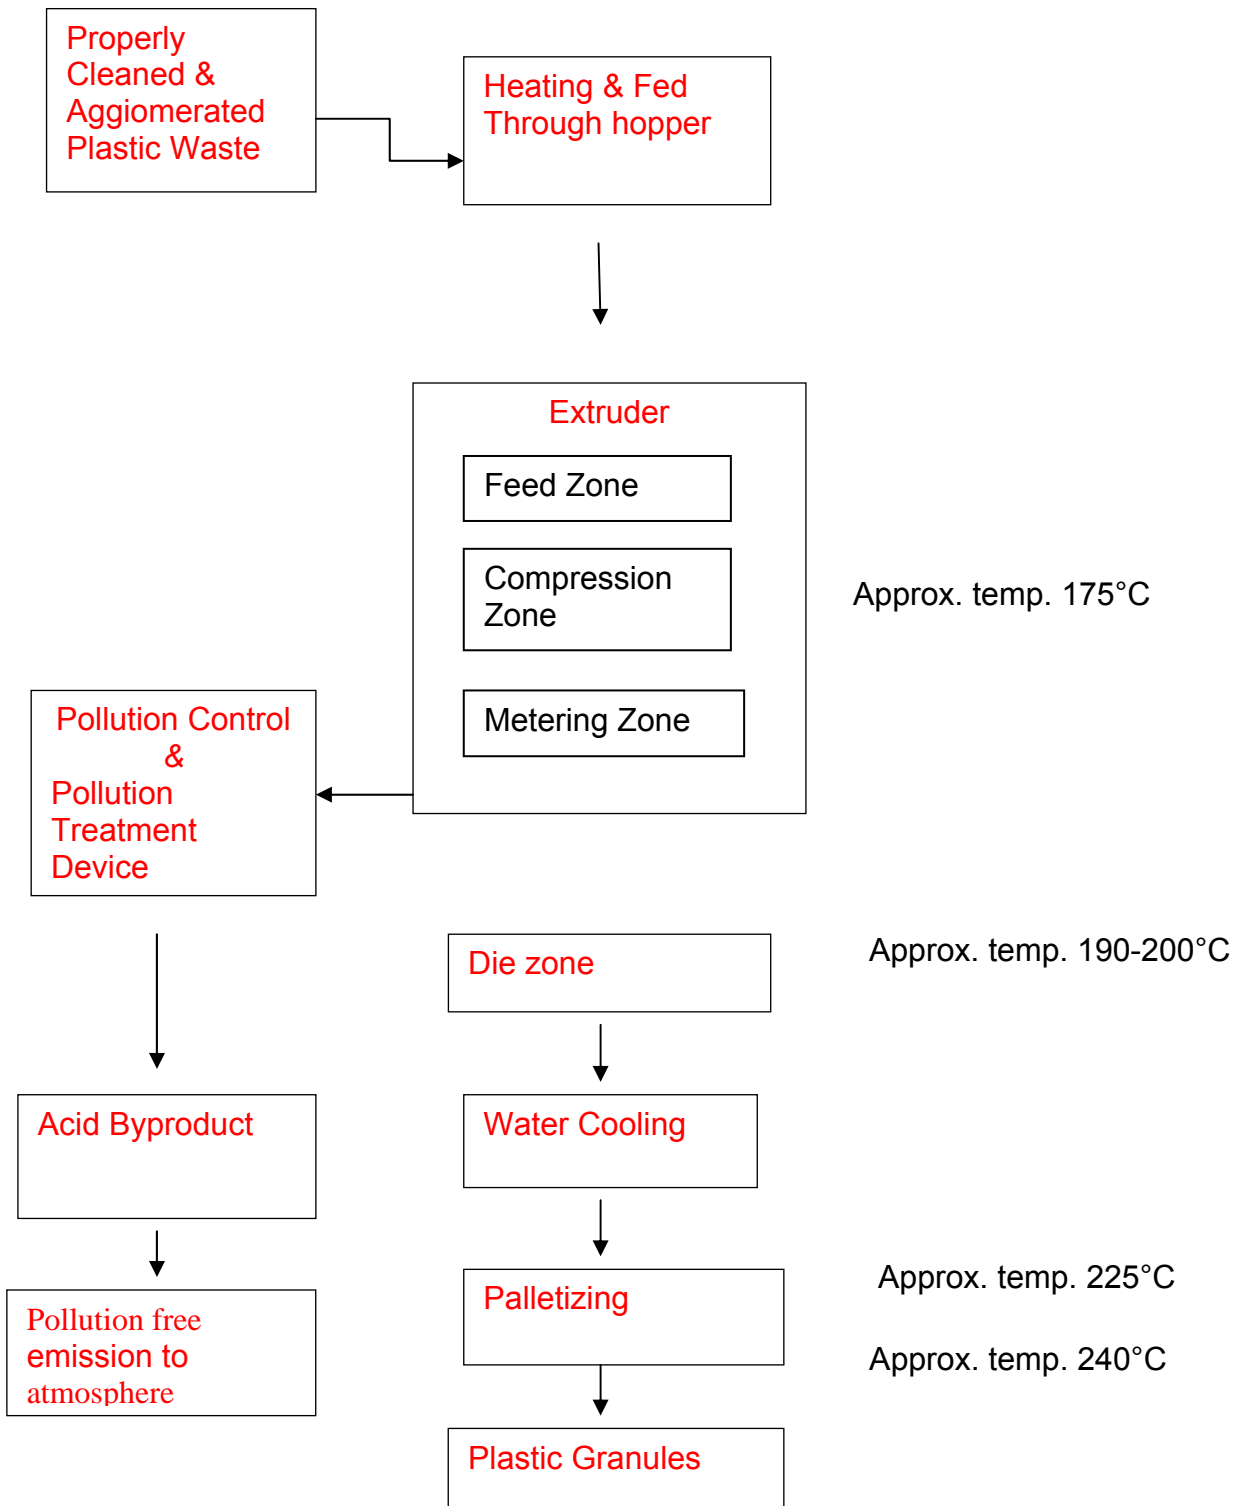 Properly
Cleaned &
Aggiomerated
Plastic Waste
Heating & Fed
Through hopper
Extruder
Feed Zone
Compression
Zone
Approx. temp. 175°C
Metering Zone
Pollution Control
&
Pollution
Treatment
Device
Die zone
Approx. temp. 190-200°C
Acid Byproduct
Water Cooling
Palletizing
Approx. temp. 225°C
Pollution free
emission to
atmosphere
Approx. temp. 240°C
Plastic Granules